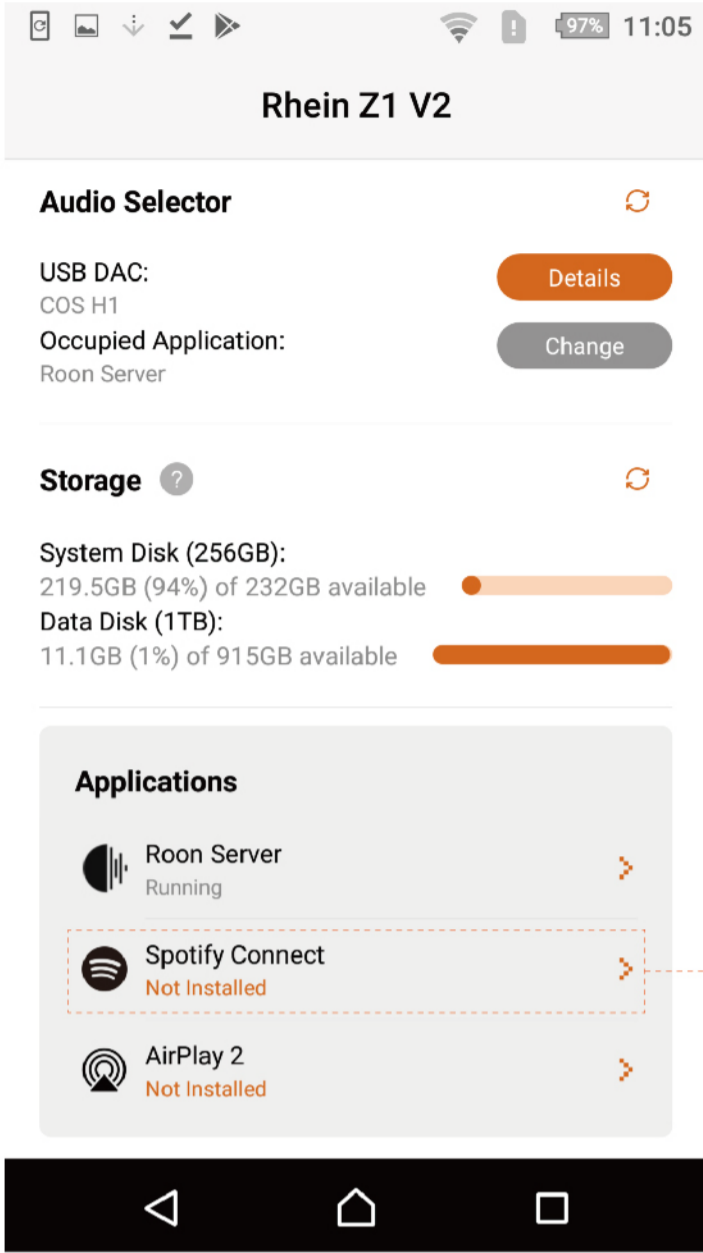 97% 11:05
Rhein Z1 V2
Audio Selector
USB DAC:
Details
COS H1
Occupied Application:
Change
Roon Server
Storage ?
System Disk (256GB):
219.5GB (94%) of 232GB available
Data Disk (1TB):
11.1GB (1%) of 915GB available
Applications
Roon Server
Running
Spotify Connect
Not Installed
AirPlay 2
Not Installed